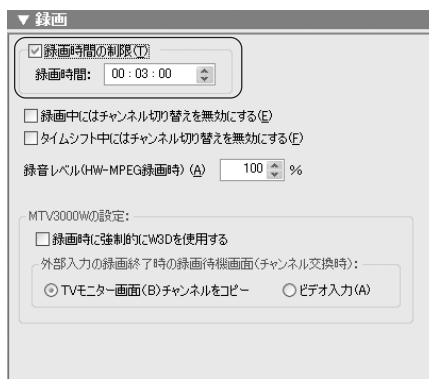 ▼ 録画
録画時間の制限(T)
録画時間: 00:03:00
録画中にはチャンネル切り替えを無効にする(E)
タイムシフト中にはチャンネル切り替えを無効にする(F)
録音レベル(HW-MPEG録画時) (A) 100 %
MTV3000Wの設定:
録画時に強制的にW3Dを使用する
外部入力の録画終了時の録画待機画面(チャンネル交換時):
TVモニター画面(B)チャンネルをコピー ビデオ入力(A)